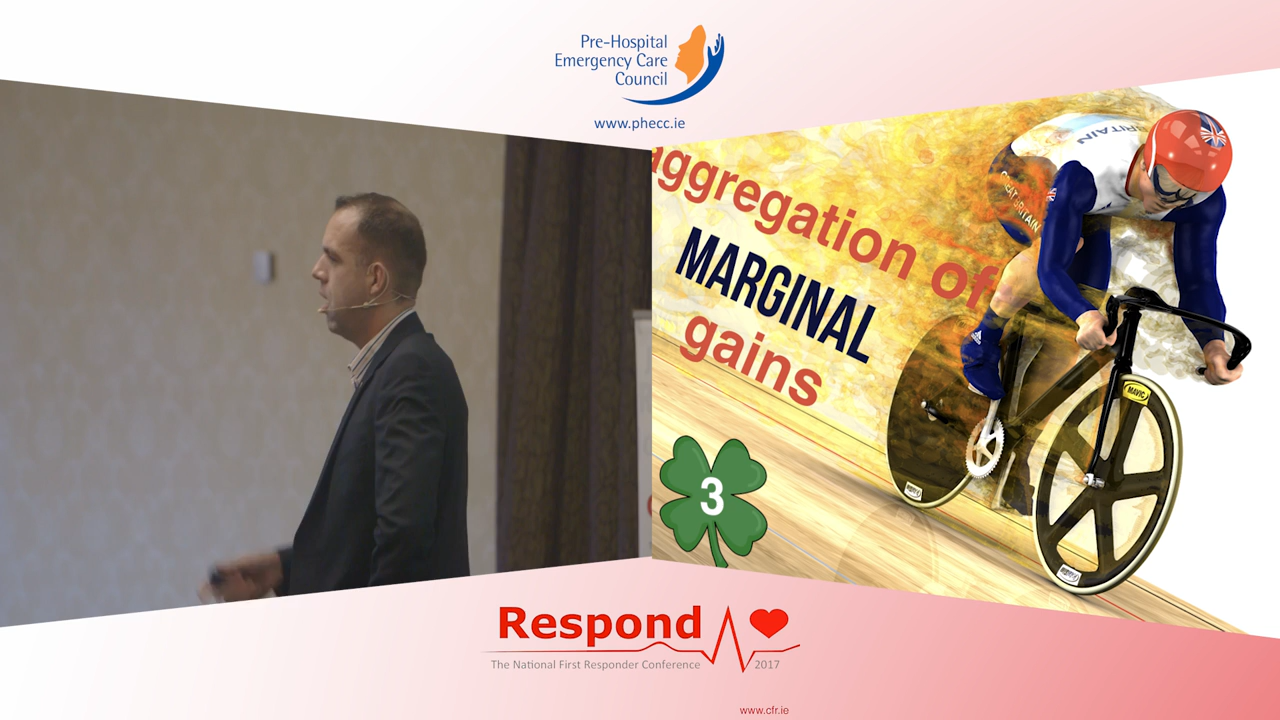 Pre-Hospital
Emergency Care
Council
www.phecc.ie
aggregation of
MARGINAL
gains
BRITAIN
GREAT BRITAIN
MAVIC
3
Respond
The National First Responder Conference
2017
www.cfr.ie